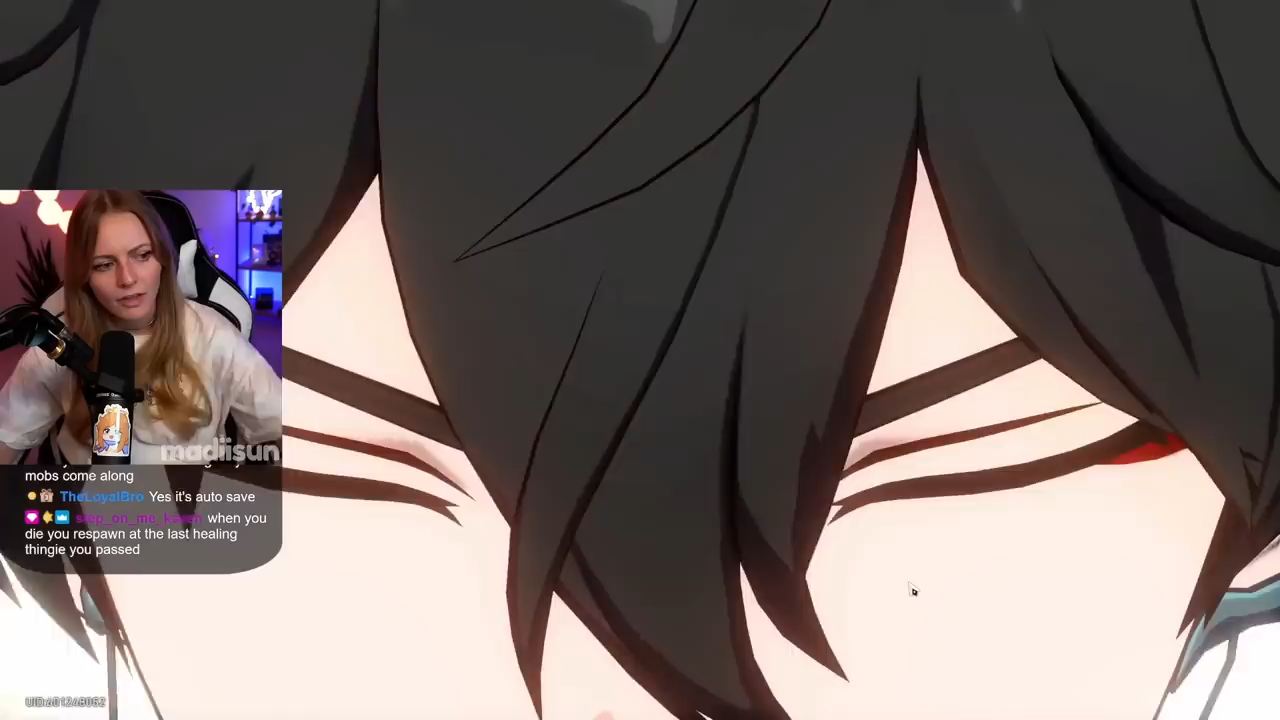 madiisun
mobs come along
TheLoyalBro Yes it's auto save
when you
die you respawn at the last healing
thingie you passed